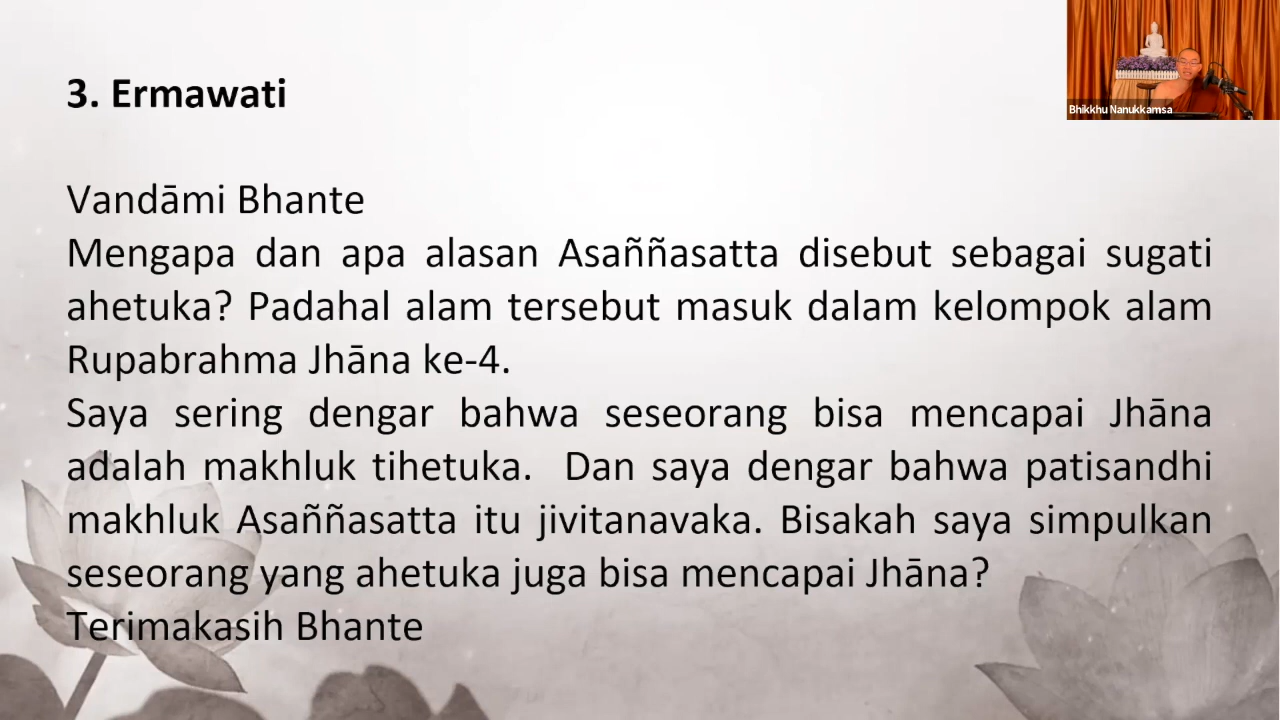 3. Ermawati
Bhikkhu Nanukkamsa
Vandāmi Bhante
Mengapa dan apa alasan Asaññasatta disebut sebagai sugati
ahetuka? Padahal alam tersebut masuk dalam kelompok alam
Rupabrahma Jhāna ke-4.
Saya sering dengar bahwa seseorang bisa mencapai Jhāna
adalah makhluk tihetuka. Dan saya dengar bahwa patisandhi
makhluk Asaññasatta itu jivitanavaka. Bisakah saya simpulkan
seseorang yang ahetuka juga bisa mencapai Jhāna?
Terimakasih Bhante